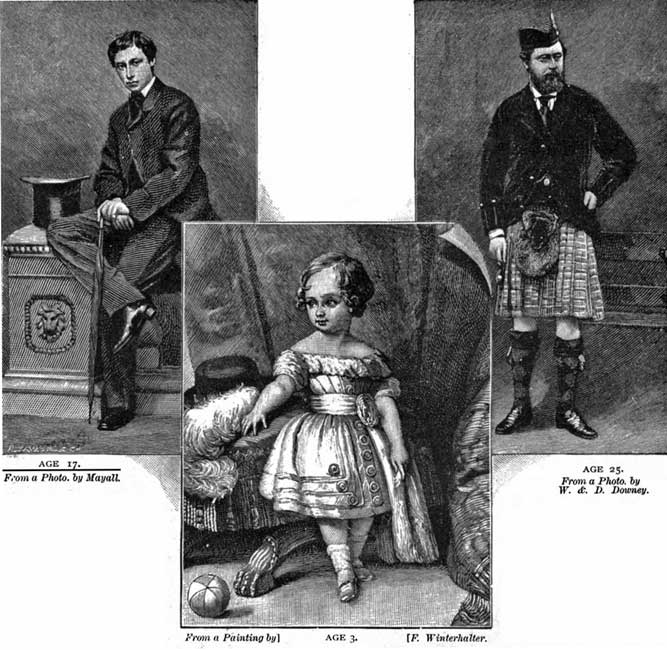 AGE 17.
From a Photo. by Mayall.
AGE 25.
From a Photo. by
W. & D. Downey.
From a Painting by]
AGE 3.
[F. Winterhalter.